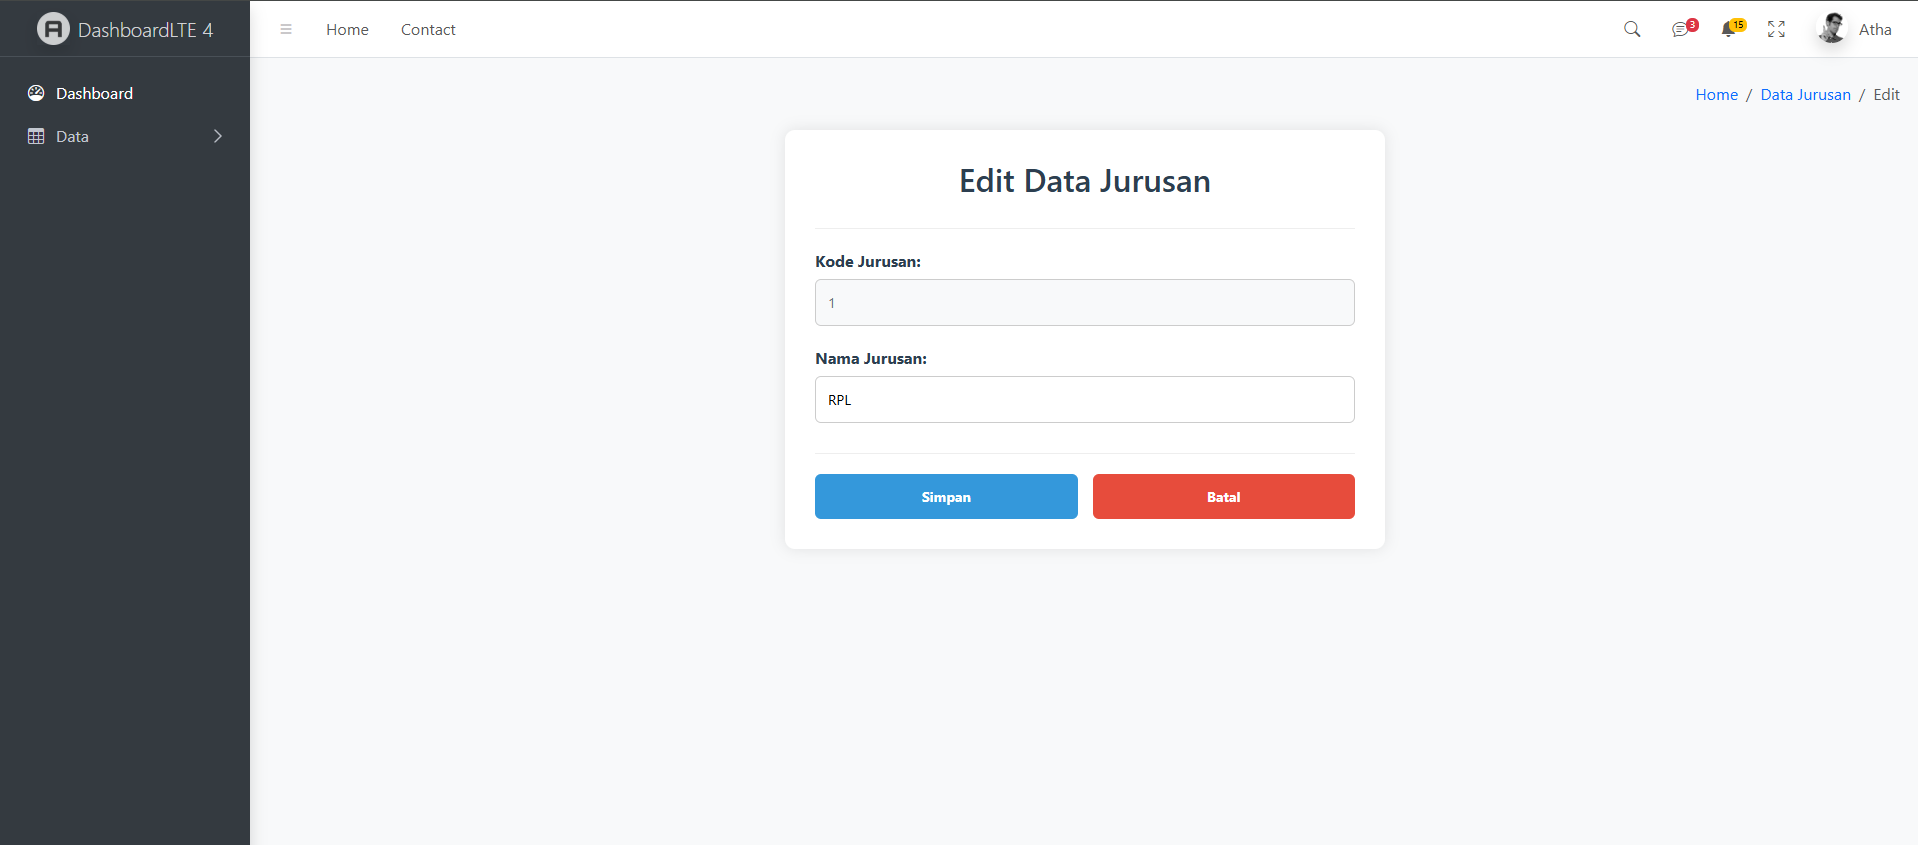 DashboardLTE 4
Home Contact 3 15 Atha
Dashboard
Data
Home / Data Jurusan / Edit
Edit Data Jurusan
Kode Jurusan:
1
Nama Jurusan:
RPL
Simpan Batal